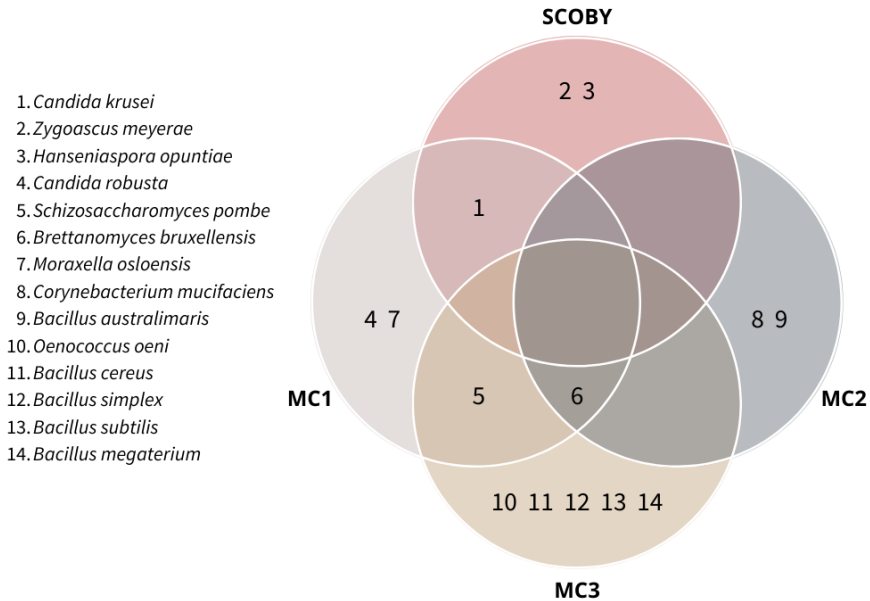 SCOBY
2 3
1. Candida krusei
2. Zygoascus meyerae
3. Hanseniaspora opuntiae
4. Candida robusta
5. Schizosaccharomyces pombe
6. Brettanomyces bruxellensis
7. Moraxella osloensis
8. Corynebacterium mucifaciens
9. Bacillus australimaris
10. Oenococcus oeni
11. Bacillus cereus
12. Bacillus simplex
13. Bacillus subtilis
14. Bacillus megaterium
1
4 7
8 9
MC1
5
6
MC2
10 11 12 13 14
MC3